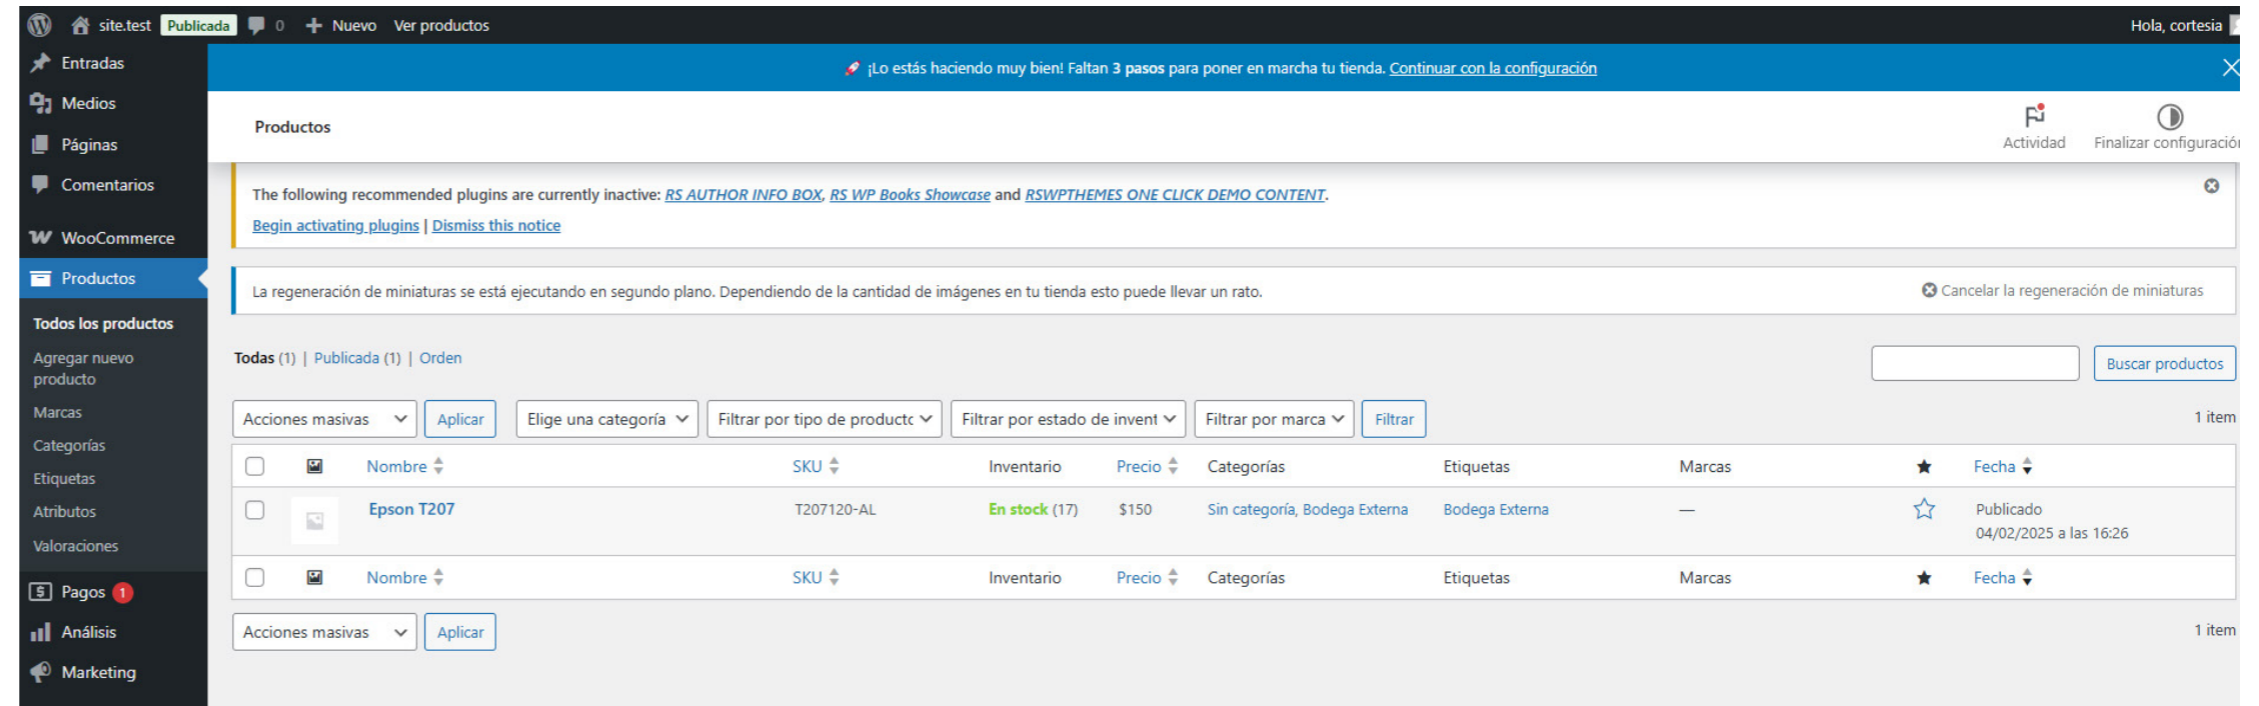 site.test Publicada 0 Nuevo Ver productos Hola, cortesia
Entradas
Medios
Páginas
Comentarios
WooCommerce
Productos
Todos los productos
Agregar nuevo
producto
Marcas
Categorías
Etiquetas
Atributos
Valoraciones
Pagos 1
Análisis
Marketing
¡Lo estás haciendo muy bien! Faltan 3 pasos para poner en marcha tu tienda. Continuar con la configuración
Productos
Actividad
Finalizar configuración
The following recommended plugins are currently inactive: RS AUTHOR INFO BOX, RS WP Books Showcase and RSWPTHEMES ONE CLICK DEMO CONTENT.
Begin activating plugins | Dismiss this notice
La regeneración de miniaturas se está ejecutando en segundo plano. Dependiendo de la cantidad de imágenes en tu tienda esto puede llevar un rato.
Cancelar la regeneración de miniaturas
Todas (1) | Publicada (1) | Orden
Buscar productos
Acciones masivas Aplicar Elige una categoría Filtrar por tipo de producto Filtrar por estado de invent Filtrar por marca Filtrar 1 item
Nombre SKU Inventario Precio Categorías Etiquetas Marcas Fecha
Epson T207 T207120-AL En stock (17) $150 Sin categoría, Bodega Externa Bodega Externa — Publicado
04/02/2025 a las 16:26
Nombre SKU Inventario Precio Categorías Etiquetas Marcas Fecha
Acciones masivas Aplicar 1 item